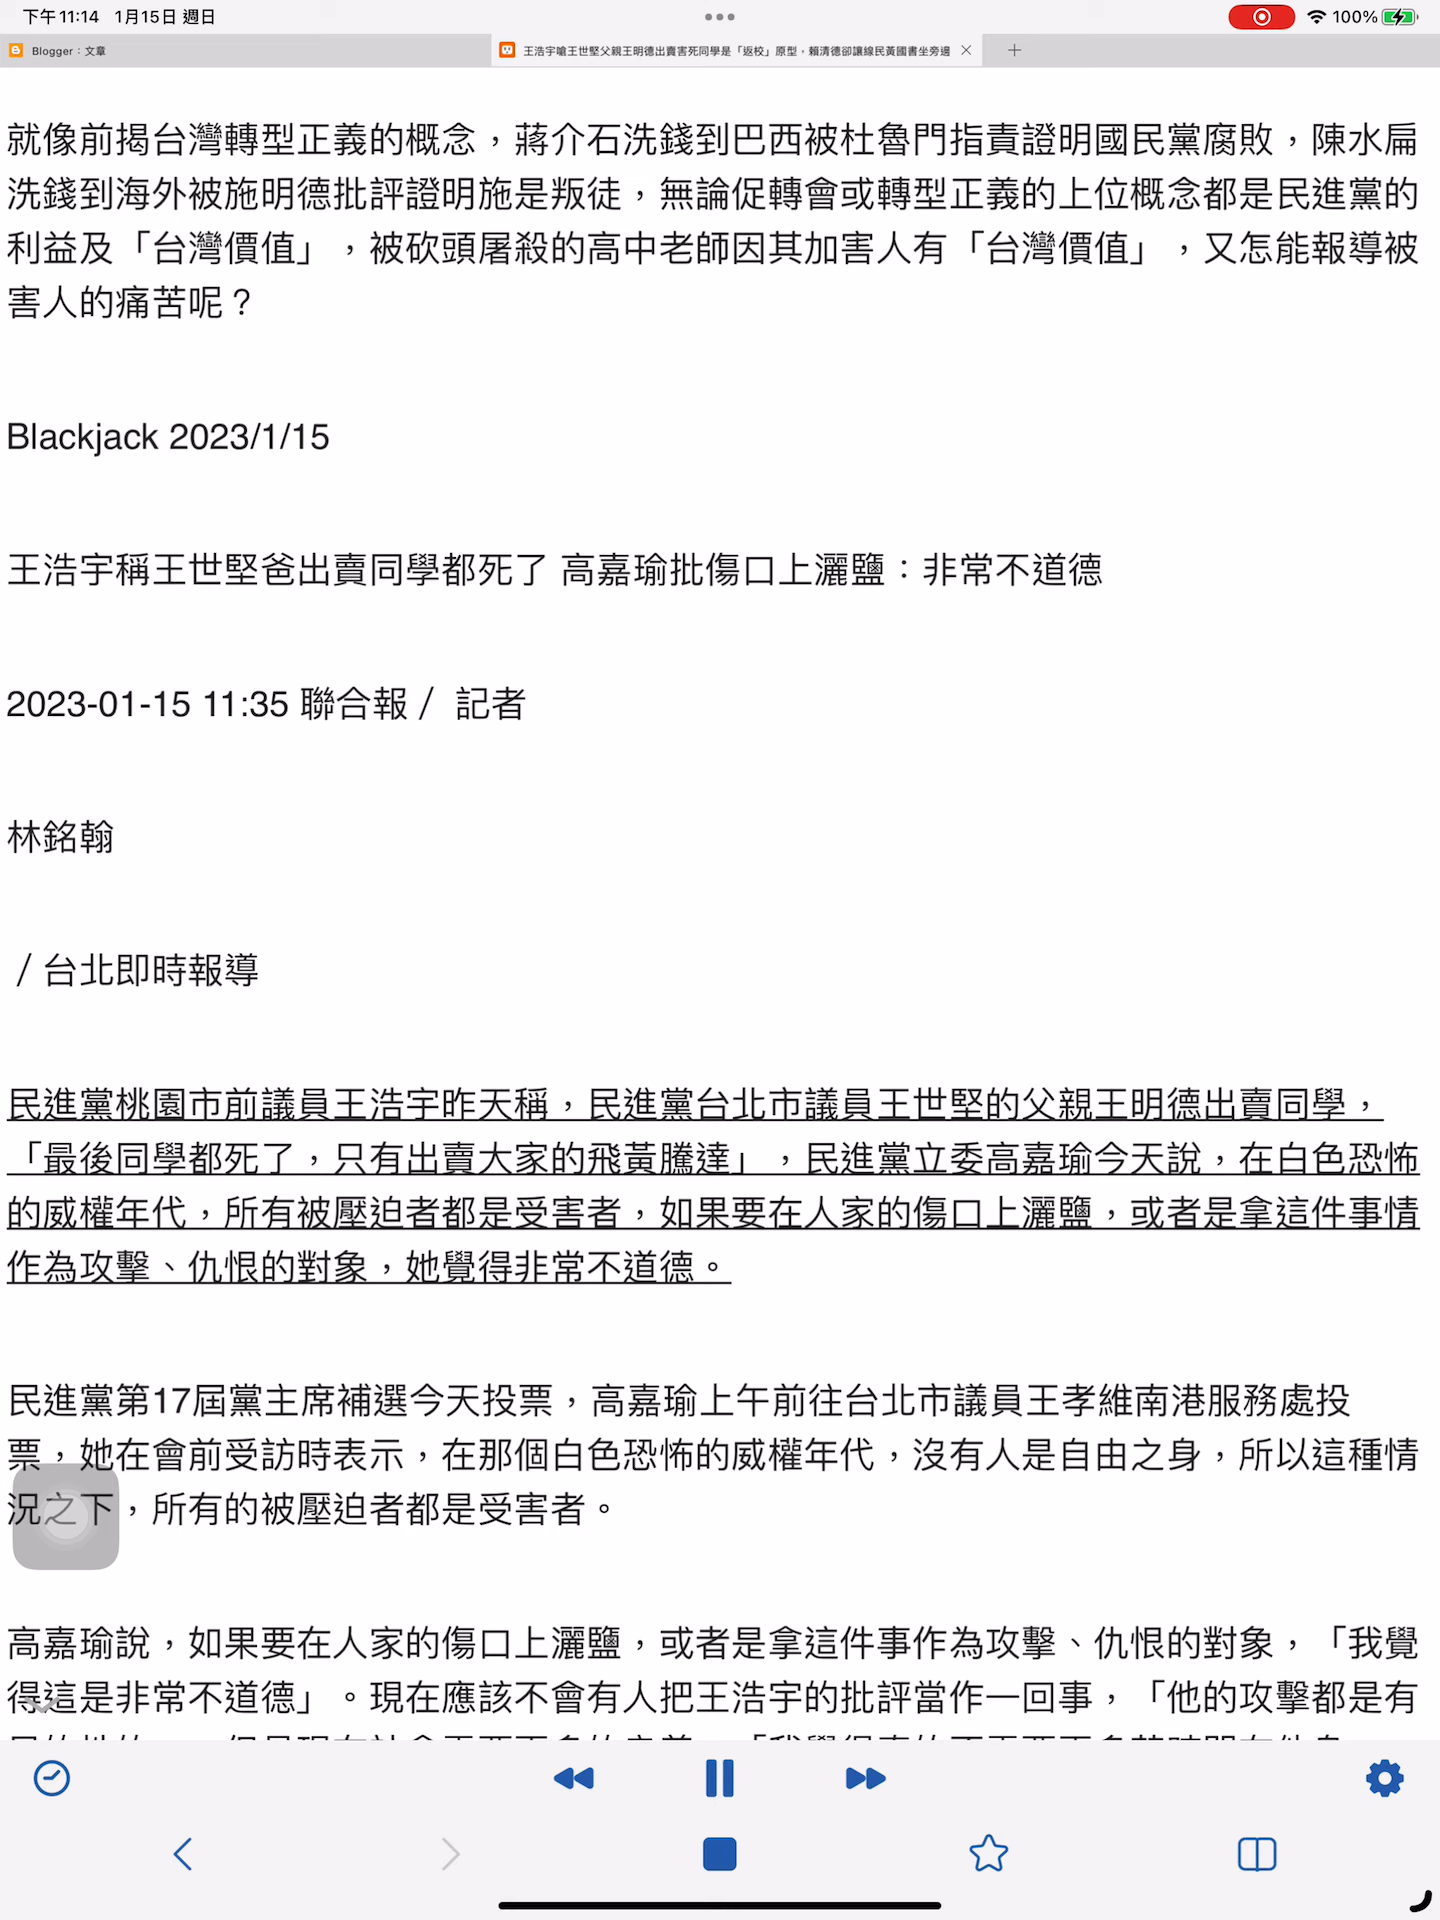 下午11:14 1月15日 週日
100%
Blogger：文章
王浩宇嗆王世堅父親王明德出賣害死同學是「返校」原型，賴清德卻讓線民黃國書坐旁邊
就像前揭台灣轉型正義的概念，蔣介石洗錢到巴西被杜魯門指責證明國民黨腐敗，陳水扁
洗錢到海外被施明德批評證明施是叛徒，無論促轉會或轉型正義的上位概念都是民進黨的
利益及「台灣價值」，被砍頭屠殺的高中老師因其加害人有「台灣價值」，又怎能報導被
害人的痛苦呢？
Blackjack 2023/1/15
王浩宇稱王世堅爸出賣同學都死了 高嘉瑜批傷口上灑鹽：非常不道德
2023-01-15 11:35 聯合報／ 記者
林銘翰
／台北即時報導
民進黨桃園市前議員王浩宇昨天稱，民進黨台北市議員王世堅的父親王明德出賣同學，
「最後同學都死了，只有出賣大家的飛黃騰達」，民進黨立委高嘉瑜今天說，在白色恐怖
的威權年代，所有被壓迫者都是受害者，如果要在人家的傷口上灑鹽，或者是拿這件事情
作為攻擊、仇恨的對象，她覺得非常不道德。
民進黨第17屆黨主席補選今天投票，高嘉瑜上午前往台北市議員王孝維南港服務處投
票，她在會前受訪時表示，在那個白色恐怖的威權年代，沒有人是自由之身，所以這種情
況之下，所有的被壓迫者都是受害者。
高嘉瑜說，如果要在人家的傷口上灑鹽，或者是拿這件事作為攻擊、仇恨的對象，「我覺
得這是非常不道德」。現在應該不會有人把王浩宇的批評當作一回事，「他的攻擊都是有